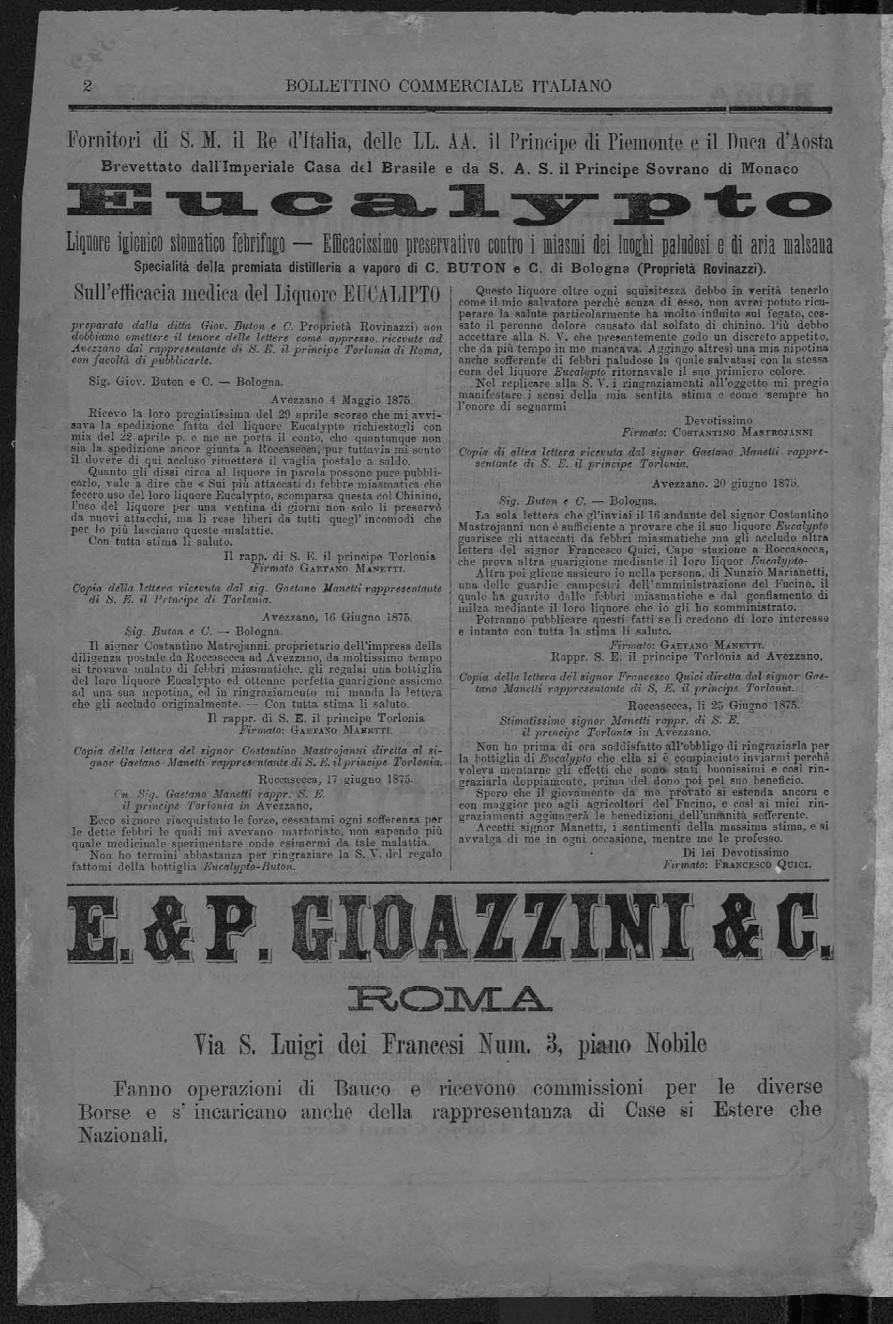 2 BOLLETTINO COMMERCIALE ITALIANO
Fornitori di S. M. il Re d'Italia, delle LL. AA. il Principe di Piemonte e il Duca d'Aosta
Brevettato dall'Imperiale Casa del Brasile e da S. A. S. il Principe Sovrano di Monaco
Eucalypto
Liquore igienico stomatico febrifugo — Efficacissimo preservativo contro i miasmi dei luoghi paludosi e di aria malsana
Specialità della premiata distilleria a vaporo di C. BUTON e C. di Bologna (Proprietà Rovinazzi).
Sull'efficacia medica del Liquore EUCALIPTO
preparato dalla ditta Giov. Buton e C. Proprietà Rovinazzi) non
dobbiamo omettere il tenore delle lettere come appresso. ricevute ad
Avezzano dal rappresentante di S. E. il principe Torlonia di Roma,
con facoltà di pubblicarle.
Sig. Giov. Buton e C. — Bologna.
Avezzano 4 Maggio 1875.
Ricevo la loro pregiatissima del 29 aprile scorso che mi avvi-
sava la spedizione fatta del liquore Eucalypto richiestogli con
mia del 22 aprile p. e me ne porta il conto, che quantunque non
sia la spedizione ancor giunta a Roccasecca, pur tuttavia mi sento
il dovere di qui accluso rimettere il vaglia postale a saldo.
Quanto gli dissi circa al liquore in parola possono pure pubbli-
carlo, vale a dire che « Sui più attaccati di febbre miasmatica che
fecero uso del loro liquore Eucalypto, scomparsa questa col Chinino,
l'uso del liquore per una ventina di giorni non solo li preservò
da nuovi attacchi, ma li rese liberi da tutti quegl' incomodi che
per lo più lasciano queste malattie.
Con tutta stima li saluto.
Il rapp. di S. E. il principe Torlonia
Firmato GAETANO MANETTI.
Copia della lettera ricevuta dal sig. Gaetano Manetti rappresentante
di S. E. il Principe di Torlonia.
Avezzano, 16 Giugno 1875.
Sig. Buton e C. — Bologna.
Il signor Costantino Matrojanni. proprietario dell'impresa della
diligenza postale da Roccasecca ad Avezzano, da moltissimo tempo
si trovava malato di febbri miasmatiche. gli regalai una bottiglia
del loro liquore Eucalypto ed ottenne perfetta guarigione assieme
ad una sua nepotina, ed in ringraziamento mi manda la lettera
che gli accludo originalmente. — Con tutta stima li saluto.
Il rappr. di S. E. il principe Torlonia
Firmato: GAETANO MANETTI.
Copia della lettera del signor Costantino Mastrojanni diretta al si-
gnor Gaetano Manetti rappresentante di S. E. il principe Torlonia.
Roccasecca, 17 giugno 1875.
On. Sig. Gaetano Manetti rappr. S. E.
il principe Torlonia in Avezzano,
Ecco signore riacquistato le forze, cessatami ogni sofferenza per
le dette febbri le quali mi avevano martoriato, non sapendo più
quale medicinale sperimentare onde esimermi da tale malattia.
Non ho termini abbastanza per ringraziare la S. V. del regalo
fattomi della bottiglia Eucalypto-Buton.
Questo liquore oltre ogni squisitezza debbo in verità tenerlo
come il mio salvatore perchè senza di esso, non avrei potuto ricu-
perare la salute particolarmente ha molto influito sul fegato, ces-
sato il perenne dolore causato dal solfato di chinino. Più debbo
accettare alla S. V. che presentemente godo un discreto appetito,
che da più tempo in me mancava. Aggingo altresì una mia nipotina
anche sofferente di febbri paludose la quale salvatasi con la stessa
cura del liquore Eucalypto ritornavale il suo primiero colore.
Nel replicare alla S. V. i ringraziamenti all'oggetto mi pregio
manifestare i sensi della mia sentita stima e come sempre ho
l'onore di segnarmi
Devotissimo
Firmato: COSTANTINO MASTROJANNI
Copia di altra lettera ricevuta dal signor Gaetano Manetti rappre-
sentante di S. E. il principe Torlonia.
Avezzano. 20 giugno 1875.
Sig. Buton e C. — Bologna.
La sola lettera che gl'inviai il 16 andante del signor Costantino
Mastrojanni non è sufficiente a provare che il suo liquore Eucalypto
guarisce gli attaccati da febbri miasmatiche ma gli accludo altra
lettera del signor Francesco Quici, Capo stazione a Roccasecca,
che prova altra guarigione mediante il loro liquor Eucalypto-
Altra poi gliene assicuro io nella persona, di Nunzio Marianetti,
una delle guardie campestri dell'amministrazione del Fucino, il
quale ha guarito dalle febbri miasmatiche e dal gonfiamento di
milza mediante il loro liquore che io gli ho somministrato.
Potranno pubblicare questi fatti se li credono di loro interesse
e intanto con tutta la stima li saluto.
Firmato: GAETANO MANETTI.
Rappr. S. E. il principe Torlonia ad Avezzano,
Copia della lettera del signor Francesco Quici diretta dal signor Gae-
tano Manetti rappresentante di S. E. il principe Torlonia.
Roccasecca, li 25 Giugno 1875.
Stimatissimo signor Manetti rappr. di S. E.
il principe Torlonta in Avezzano.
Non ho prima di ora soddisfatto all'obbligo di ringraziarla per
la bottiglia di Eucalypto che ella si è compiaciuto inviarmi perchè
voleva mentarne gli effetti che sono stati buonissimi e così rin-
graziarla doppiamente, prima del dono poi pel suo beneficio.
Spero che il giovamento da me provato si estenda ancora e
con maggior pro agli agricoltori del Fucino, e così ai miei rin-
graziamenti aggiungerà le benedizioni dell'umanità sofferente.
Accetti signor Manetti, i sentimenti della massima stima, e si
avvalga di me in ogni occasione, mentre me le professo.
Di lei Devotissimo
Firmato: FRANCESCO QUICI.
E. & P. GIOAZZINI & C.
ROMA
Via S. Luigi dei Francesi Num. 3, piano Nobile
Fanno operazioni di Banco e ricevono commissioni per le diverse
Borse e s' incaricano anche della rappresentanza di Case si Estere che
Nazionali.